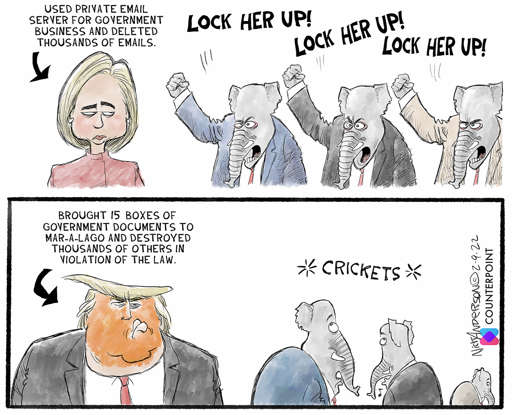 USED PRIVATE EMAIL
SERVER FOR GOVERNMENT
BUSINESS AND DELETED
THOUSANDS OF EMAILS.
LOCK HER UP!
LOCK HER UP!
LOCK HER UP!
BROUGHT 15 BOXES OF
GOVERNMENT DOCUMENTS TO
MAR-A-LAGO AND DESTROYED
THOUSANDS OF OTHERS IN
VIOLATION OF THE LAW.
* CRICKETS *
NICK ANDERSON © 2-9-22
COUNTERPOINT